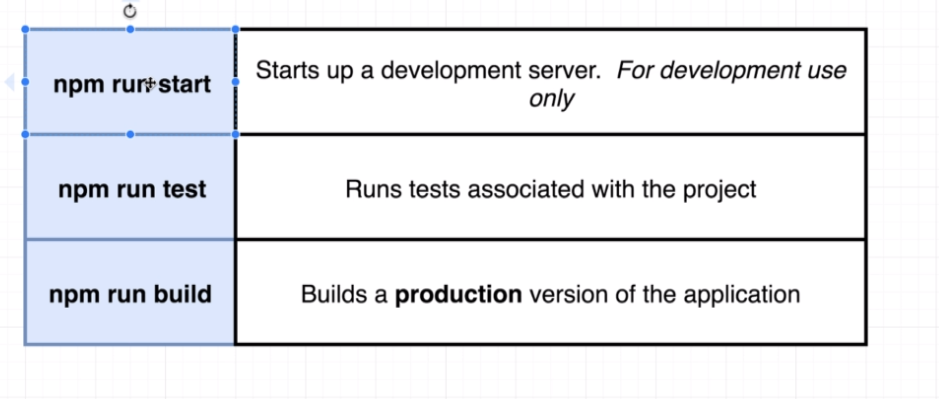 npm run start
Starts up a development server.  For development use
only
npm run test
Runs tests associated with the project
npm run build
Builds a production version of the application